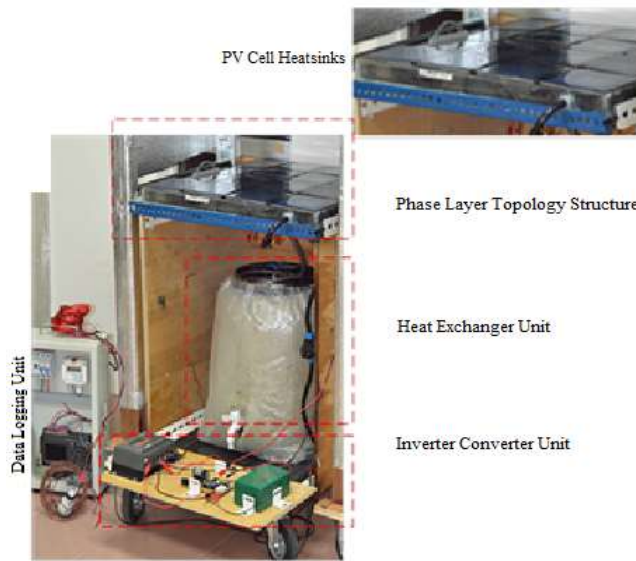 PV Cell Heatsinks
Phase Layer Topology Structure
Heat Exchanger Unit
Data Logging Unit
Inverter Converter Unit